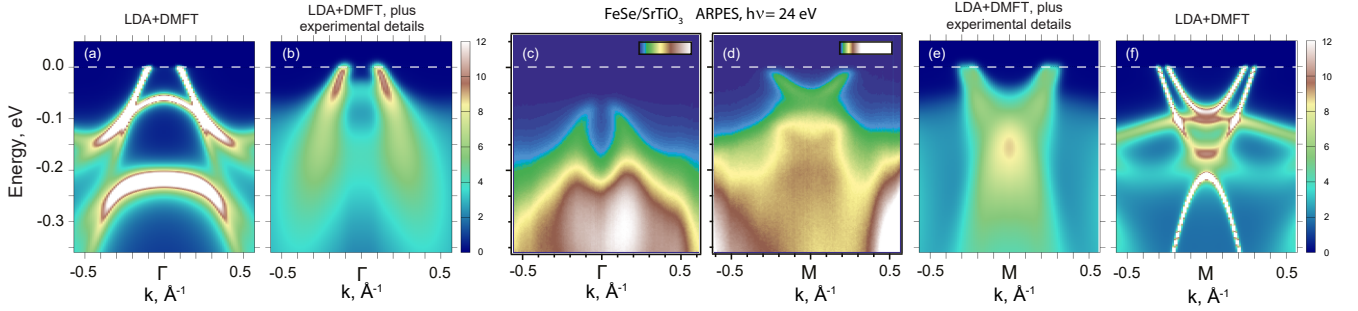 LDA+DMFT
LDA+DMFT, plus
experimental details
FeSe/SrTiO3 ARPES, hν= 24 eV
LDA+DMFT, plus
experimental details
LDA+DMFT
(a)
(b)
(c)
(d)
(e)
(f)
Energy, eV
0.0
-0.1
-0.2
-0.3
12
10
8
6
4
2
0
12
10
8
6
4
2
0
-0.5 Γ 0.5
-0.5 Γ 0.5
-0.5 Γ 0.5
-0.5 M 0.5
-0.5 M 0.5
-0.5 M 0.5
k, Å-1
k, Å-1
k, Å-1
k, Å-1
k, Å-1
k, Å-1